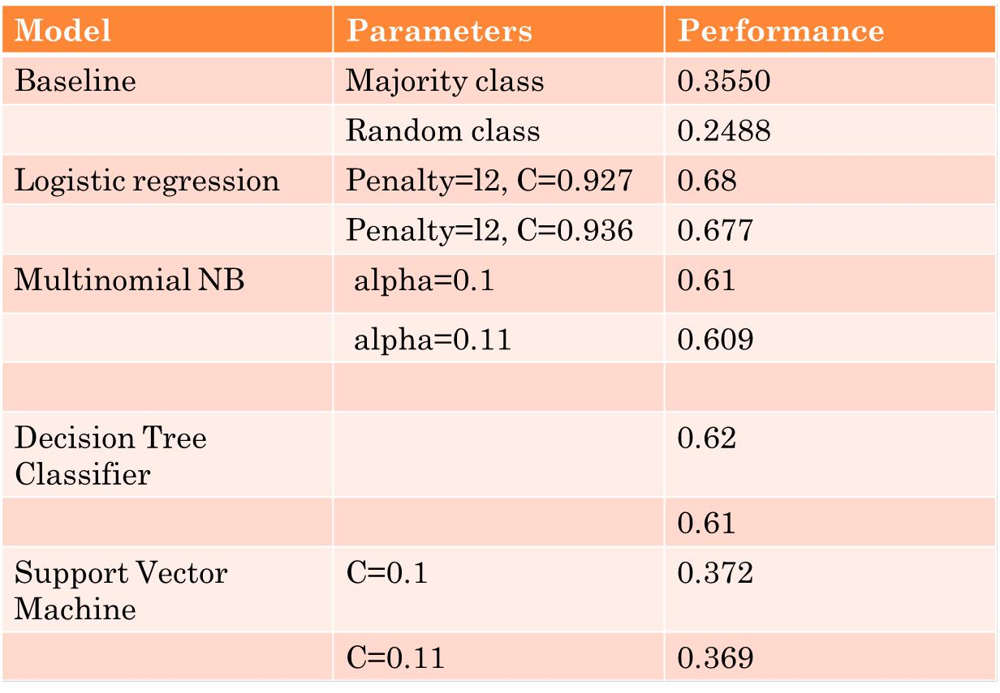 Model Parameters Performance
Baseline Majority class 0.3550
Random class 0.2488
Logistic regression Penalty=l2, C=0.927 0.68
Penalty=l2, C=0.936 0.677
Multinomial NB alpha=0.1 0.61
alpha=0.11 0.609
Decision Tree 0.62
Classifier
0.61
Support Vector C=0.1 0.372
Machine
C=0.11 0.369